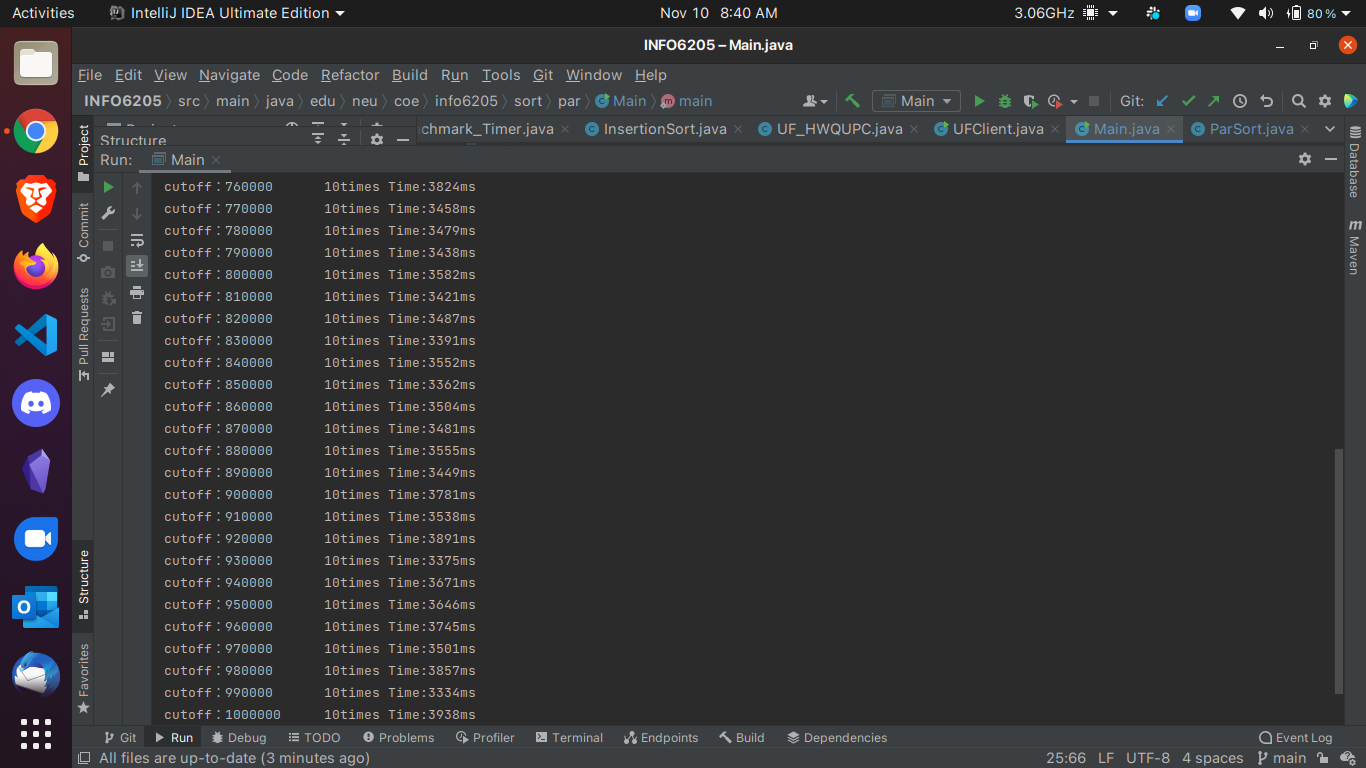 Activities IntelliJ IDEA Ultimate Edition Nov 10 8:40 AM 3.06GHz 80 %
INFO6205 – Main.java
File Edit View Navigate Code Refactor Build Run Tools Git Window Help
INFO6205 src main java edu neu coe info6205 sort par Main main Main Git:
Structure chmark_Timer.java InsertionSort.java UF_HWQUPC.java UFClient.java Main.java ParSort.java
Run: Main
cutoff：760000 10times Time:3824ms
cutoff：770000 10times Time:3458ms
cutoff：780000 10times Time:3479ms
cutoff：790000 10times Time:3438ms
cutoff：800000 10times Time:3582ms
cutoff：810000 10times Time:3421ms
cutoff：820000 10times Time:3487ms
cutoff：830000 10times Time:3391ms
cutoff：840000 10times Time:3552ms
cutoff：850000 10times Time:3362ms
cutoff：860000 10times Time:3504ms
cutoff：870000 10times Time:3481ms
cutoff：880000 10times Time:3555ms
cutoff：890000 10times Time:3449ms
cutoff：900000 10times Time:3781ms
cutoff：910000 10times Time:3538ms
cutoff：920000 10times Time:3891ms
cutoff：930000 10times Time:3375ms
cutoff：940000 10times Time:3671ms
cutoff：950000 10times Time:3646ms
cutoff：960000 10times Time:3745ms
cutoff：970000 10times Time:3501ms
cutoff：980000 10times Time:3857ms
cutoff：990000 10times Time:3334ms
cutoff：1000000 10times Time:3938ms
Project
Commit
Pull Requests
Structure
Favorites
Database
m
Maven
Git Run Debug TODO Problems Profiler Terminal Endpoints Build Dependencies Event Log
All files are up-to-date (3 minutes ago) 25:66 LF UTF-8 4 spaces main